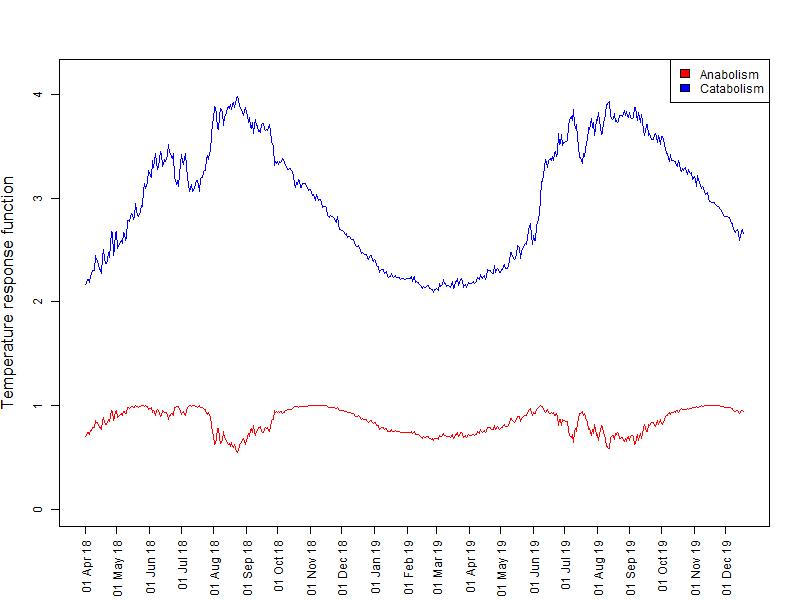 Anabolism
Catabolism
Temperature response function
4
3
2
1
0
01 Apr 18
01 May 18
01 Jun 18
01 Jul 18
01 Aug 18
01 Sep 18
01 Oct 18
01 Nov 18
01 Dec 18
01 Jan 19
01 Feb 19
01 Mar 19
01 Apr 19
01 May 19
01 Jun 19
01 Jul 19
01 Aug 19
01 Sep 19
01 Oct 19
01 Nov 19
01 Dec 19